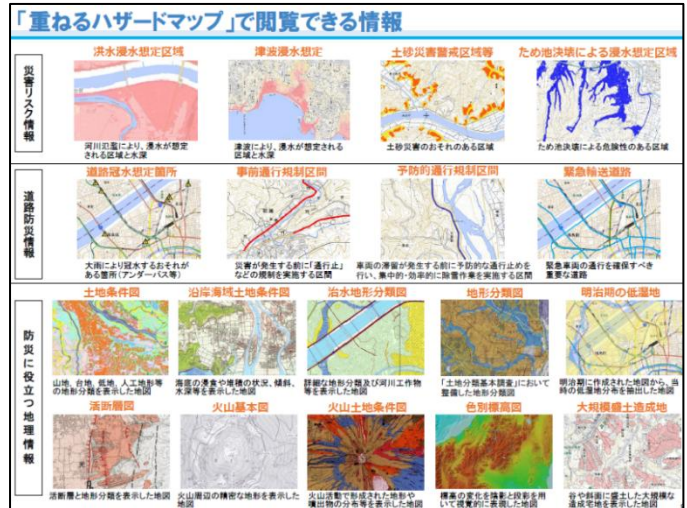 「重ねるハザードマップ」で閲覧できる情報
災害リスク情報
洪水浸水想定区域
河川氾濫により、浸水が想定
される区域と水深
津波浸水想定
津波により、浸水が想定される
区域と水深
土砂災害警戒区域等
土砂災害のおそれのある区域
ため池決壊による浸水想定区域
ため池決壊による危険性のある区域
道路防災情報
道路冠水想定箇所
大雨により冠水するおそれ
がある箇所(アンダーパス等)
事前通行規制区間
災害が発生する前に「通行止」
などの規制を実施する区間
予防的通行規制区間
車両の滞留が発生する前に予防的な通行止めを
行い、集中的・効率的に除雪作業を実施する区間
緊急輸送道路
緊急車両の通行を確保すべき
重要な道路
防災に役立つ地理情報
土地条件図
山地、台地、低地、人工地形等
の地形分類を表示した地図
沿岸海域土地条件図
海底の浸食や堆積の状況、傾斜、
水深等を表示した地図
治水地形分類図
詳細な地形分類及び河川工作物
等を表示した地図
地形分類図
「土地分類基本調査」において
整備した地形分類図
明治期の低湿地
明治期に作成された地図から、当
時の低湿地分布を抽出した地図
活断層図
活断層と地形分類を表示した地図
火山基本図
火山周辺の精密な地形を表示した
地図
火山土地条件図
火山活動で形成された地形や
噴出物の分布等を表示した地図
色別標高図
標高の変化を陰影と段彩を用
いて視覚的に表現した地図
大規模盛土造成地
谷や斜面に盛土した大規模な
造成宅地を表示した地図